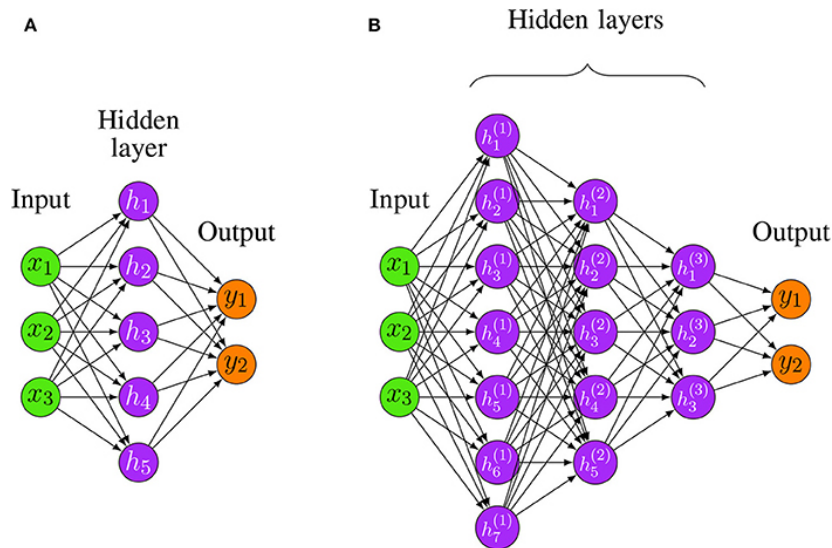 A
Hidden
layer
Input
Output
x₁
x₂
x₃
h₁
h₂
h₃
h₄
h₅
y₁
y₂
B
Hidden layers
Input
Output
x₁
x₂
x₃
h₁⁽¹⁾
h₂⁽¹⁾
h₃⁽¹⁾
h₄⁽¹⁾
h₅⁽¹⁾
h₆⁽¹⁾
h₇⁽¹⁾
h₁⁽²⁾
h₂⁽²⁾
h₃⁽²⁾
h₄⁽²⁾
h₅⁽²⁾
h₁⁽³⁾
h₂⁽³⁾
h₃⁽³⁾
y₁
y₂